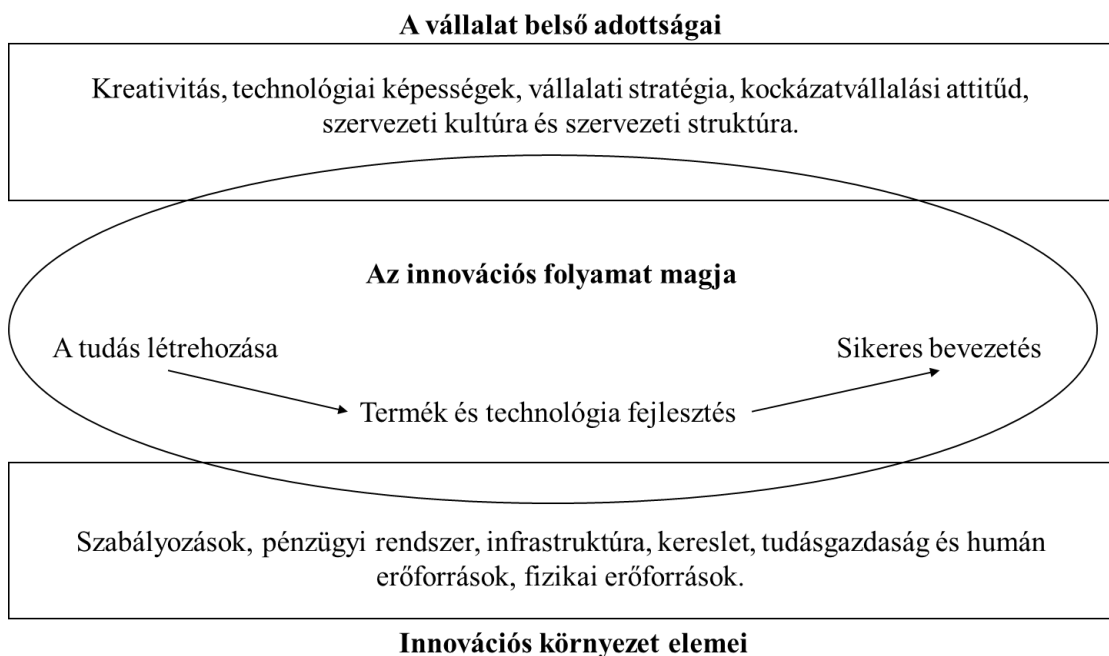 A vállalat belső adottságai
Kreativitás, technológiai képességek, vállalati stratégia, kockázatvállalási attitűd,
szervezeti kultúra és szervezeti struktúra.
Az innovációs folyamat magja
A tudás létrehozása
Sikeres bevezetés
Termék és technológia fejlesztés
Szabályozások, pénzügyi rendszer, infrastruktúra, kereslet, tudásgazdaság és humán
erőforrások, fizikai erőforrások.
Innovációs környezet elemei